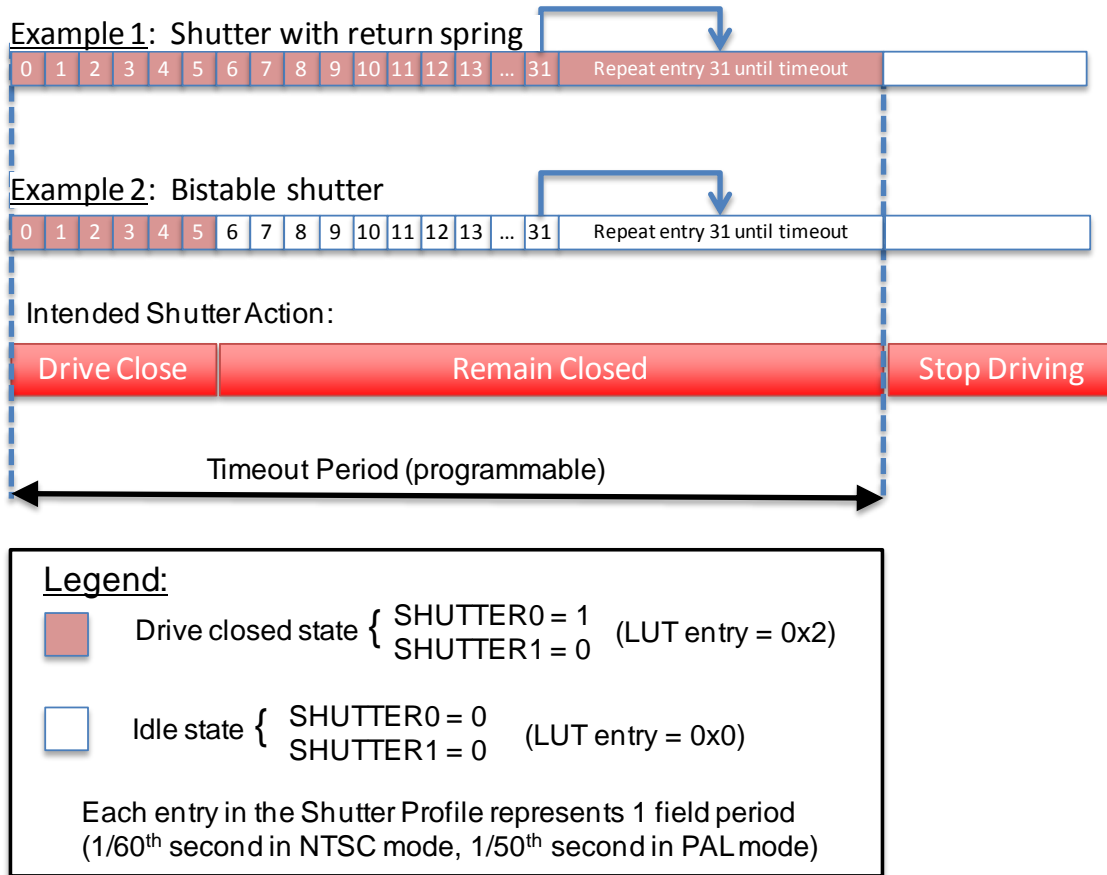 Example 1: Shutter with return spring
0 1 2 3 4 5 6 7 8 9 10 11 12 13 ... 31 Repeat entry 31 until timeout
Example 2: Bistable shutter
0 1 2 3 4 5 6 7 8 9 10 11 12 13 ... 31 Repeat entry 31 until timeout
Intended Shutter Action:
Drive Close Remain Closed Stop Driving
Timeout Period (programmable)
Legend:
Drive closed state { SHUTTER0 = 1 (LUT entry = 0x2)
SHUTTER1 = 0
Idle state { SHUTTER0 = 0 (LUT entry = 0x0)
SHUTTER1 = 0
Each entry in the Shutter Profile represents 1 field period
(1/60th second in NTSC mode, 1/50th second in PAL mode)